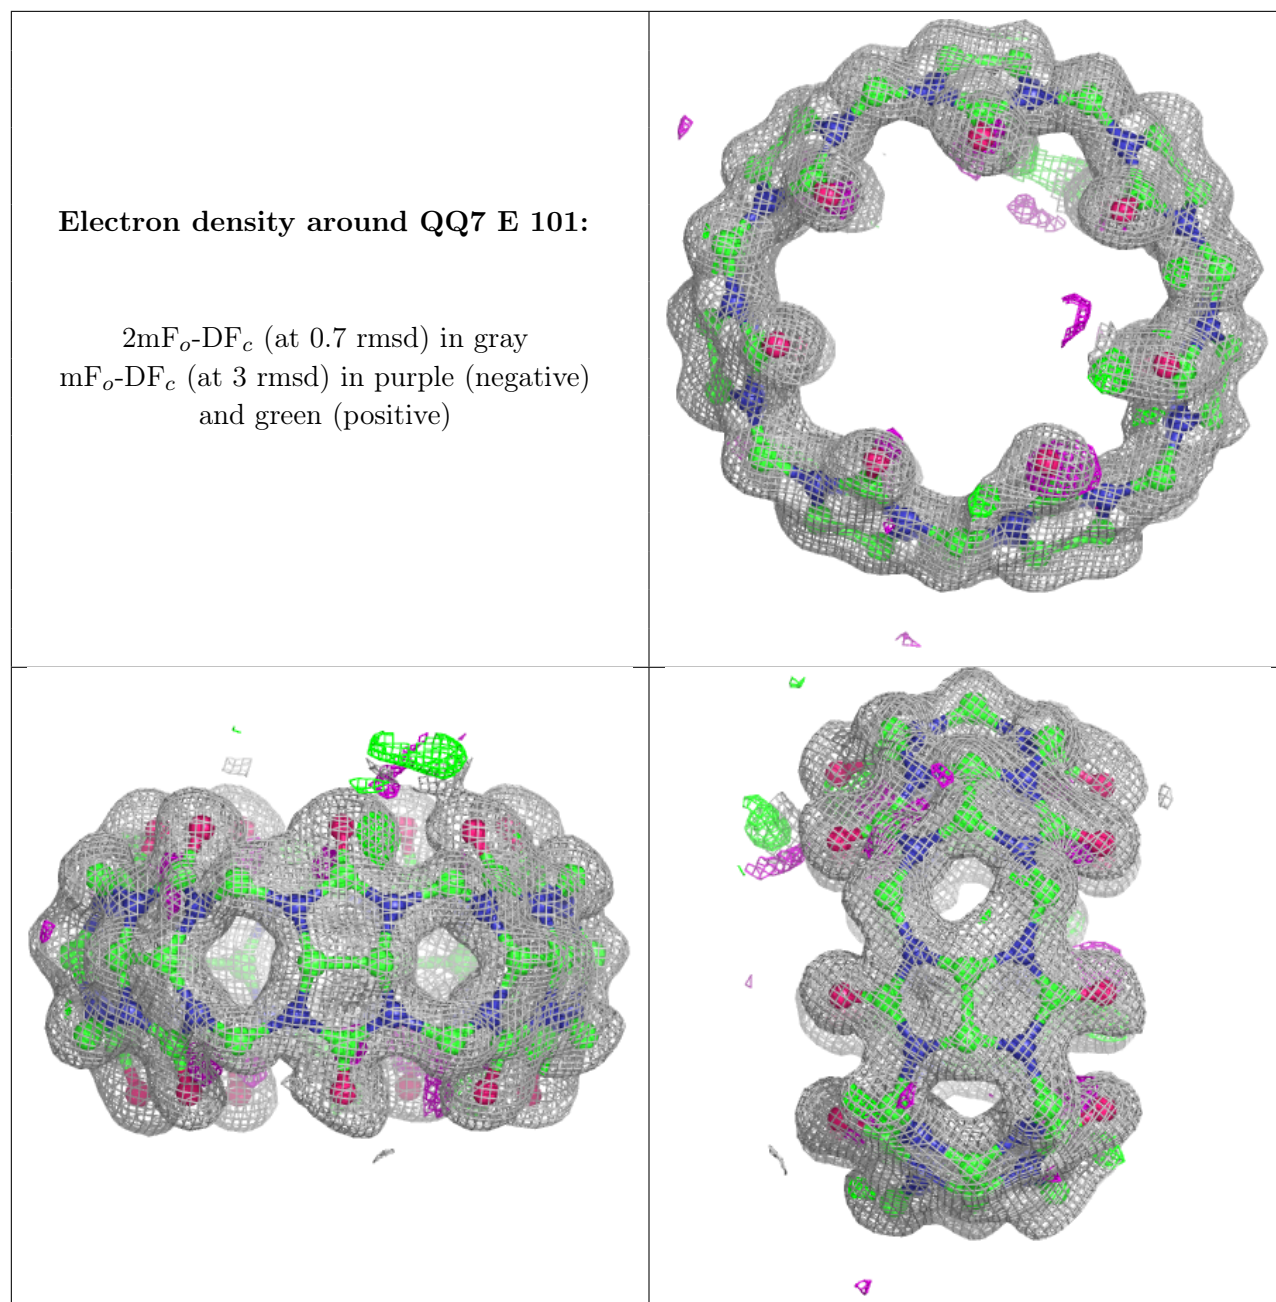 Electron density around QQ7 E 101:
2mFₒ-DF𝑐 (at 0.7 rmsd) in gray
mFₒ-DF𝑐 (at 3 rmsd) in purple (negative)
and green (positive)